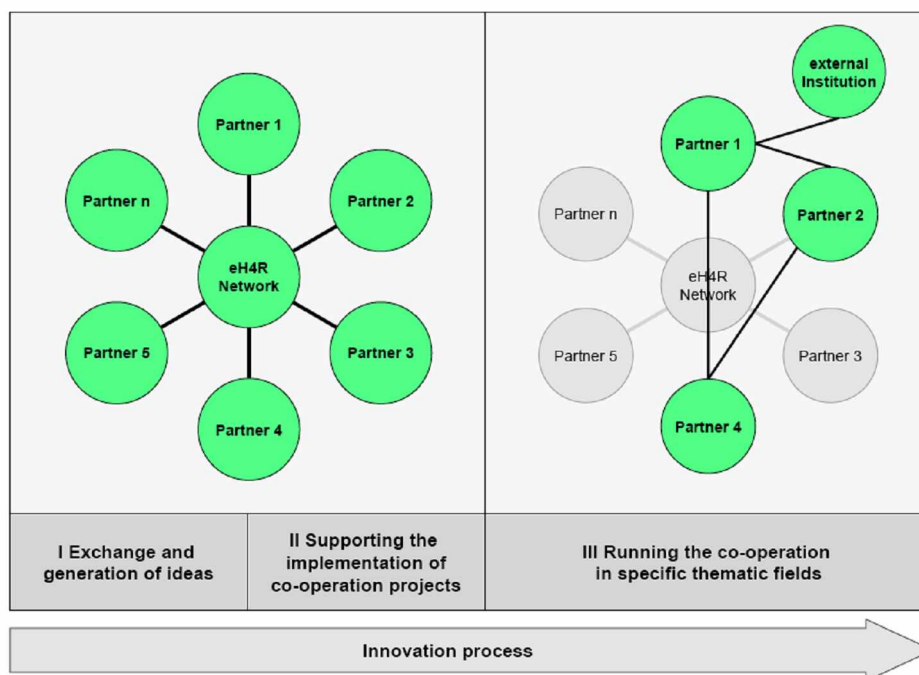 Partner 1
Partner 2
Partner n
eH4R
Network
Partner 5
Partner 3
Partner 4
external
Institution
Partner 1
Partner 2
Partner n
eH4R
Network
Partner 5
Partner 3
Partner 4
I Exchange and
generation of ideas
II Supporting the
implementation of
co-operation projects
III Running the co-operation
in specific thematic fields
Innovation process